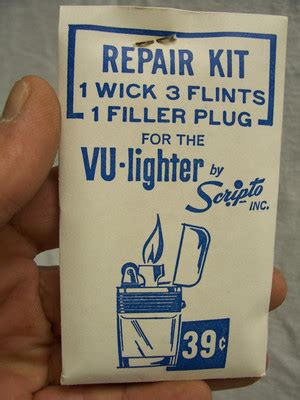 REPAIR KIT
1 WICK 3 FLINTS
1 FILLER PLUG
FOR THE
VU-lighter by Scripto INC.
39¢